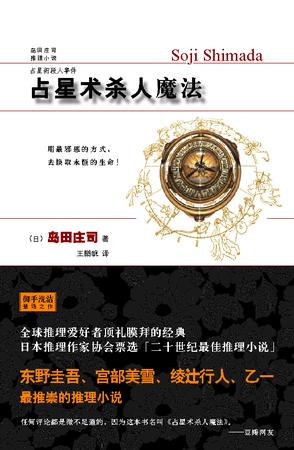 岛田庄司
推理小说
Soji Shimada
占星術殺人事件
占星术杀人魔法
用最邪恶的方式,
去换取永恒的生命!
(日)岛田庄司 著
王鹏帆 译
御手洗洁
登场之作
全球推理爱好者顶礼膜拜的经典
日本推理作家协会票选「二十世纪最佳推理小说」
东野圭吾、宫部美雪、绫辻行人、乙一
最推崇的推理小说
任何评论都是微不足道的,因为这本书名叫《占星术杀人魔法》。
——豆瓣网友